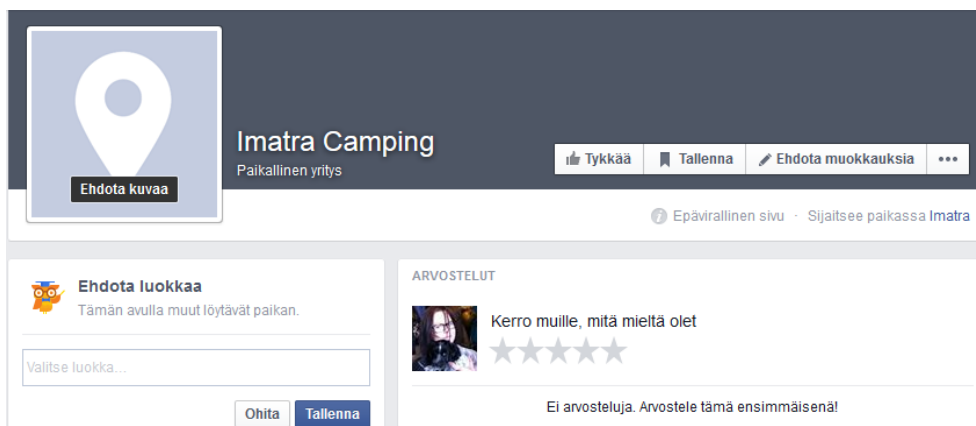 Ehdota kuvaa
Imatra Camping
Paikallinen yritys
Tykkää
Tallenna
Ehdota muokkauksia
Epävirallinen sivu · Sijaitsee paikassa Imatra
Ehdota luokkaa
Tämän avulla muut löytävät paikan.
Valitse luokka...
Ohita
Tallenna
ARVOSTELUT
Kerro muille, mitä mieltä olet
Ei arvosteluja. Arvostele tämä ensimmäisenä!